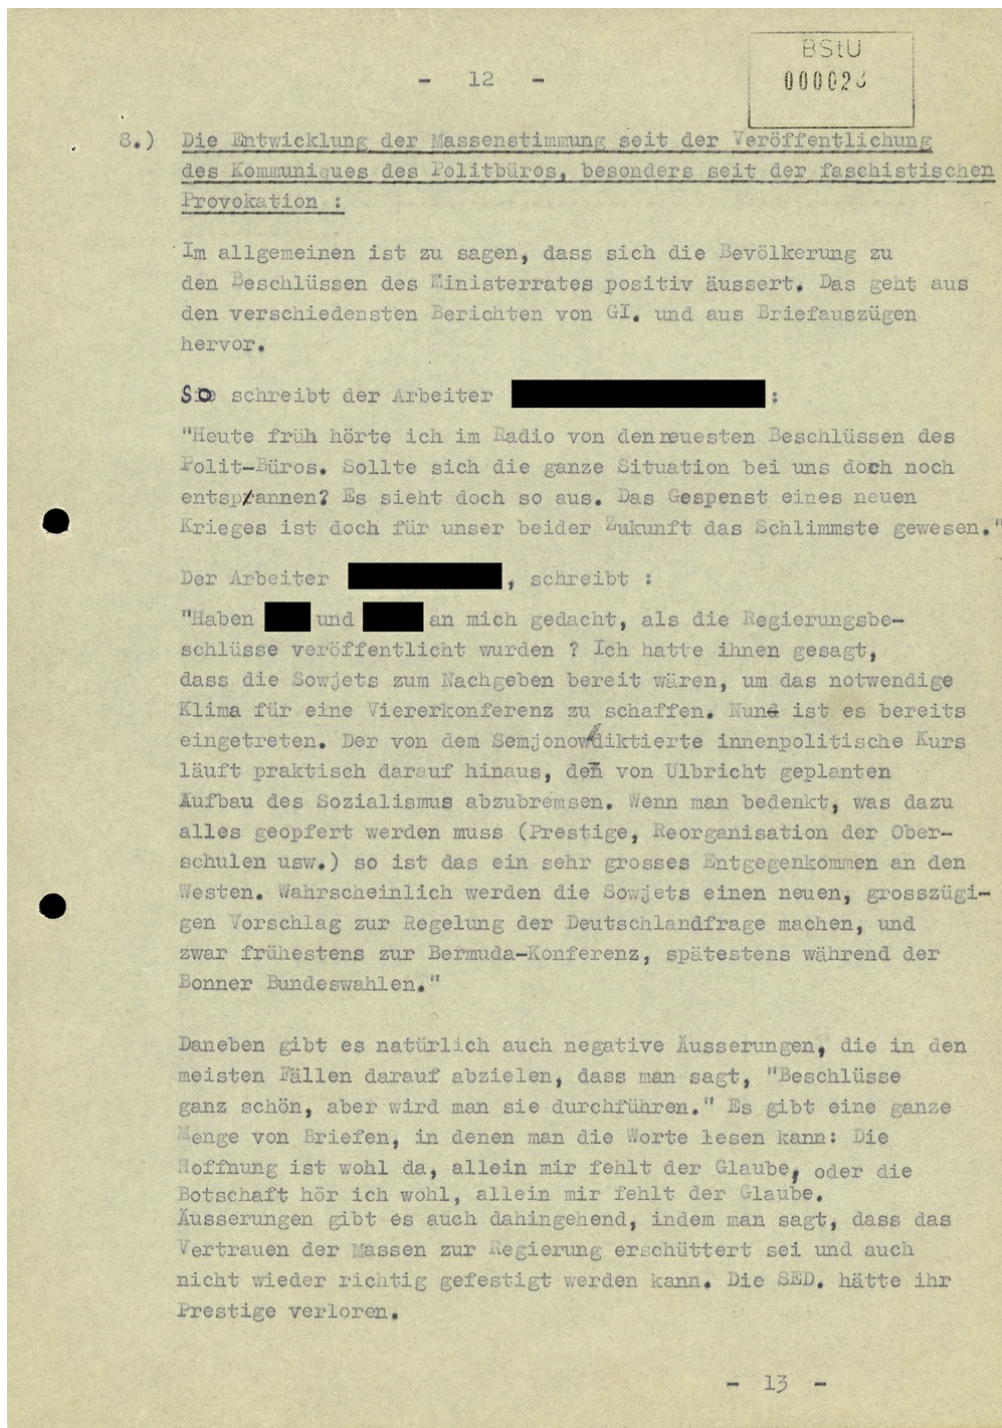 BStU
- 12 -
00002
8.) Die Entwicklung der Massenstimmung seit der Veröffentlichung
des Kommuniques des Politbüros, besonders seit der faschistischen
Provokation :
Im allgemeinen ist zu sagen, dass sich die Bevölkerung zu
den Beschlüssen des Ministerrates positiv äussert. Das geht aus
den verschiedensten Berichten von GI. und aus Briefauszügen
hervor.
So schreibt der Arbeiter :
"Heute früh hörte ich im Radio von den neuesten Beschlüssen des
Polit-Büros. Sollte sich die ganze Situation bei uns doch noch
entspannen? Es sieht doch so aus. Das Gespenst eines neuen
Krieges ist doch für unser beider Zukunft das Schlimmste gewesen."
Der Arbeiter , schreibt :
"Haben und an mich gedacht, als die Regierungsbe-
schlüsse veröffentlicht wurden ? Ich hatte ihnen gesagt,
dass die Sowjets zum Nachgeben bereit wären, um das notwendige
Klima für eine Viererkonferenz zu schaffen. Nun ist es bereits
eingetreten. Der von dem Semjonow diktierte innenpolitische Kurs
läuft praktisch darauf hinaus, den von Ulbricht geplanten
Aufbau des Sozialismus abzubremsen. Wenn man bedenkt, was dazu
alles geopfert werden muss (Prestige, Reorganisation der Ober-
schulen usw.) so ist das ein sehr grosses Entgegenkommen an den
Westen. Wahrscheinlich werden die Sowjets einen neuen, grosszügi-
gen Vorschlag zur Regelung der Deutschlandfrage machen, und
zwar frühestens zur Bermuda-Konferenz, spätestens während der
Bonner Bundeswahlen."
Daneben gibt es natürlich auch negative Äusserungen, die in den
meisten Fällen darauf abzielen, dass man sagt, "Beschlüsse
ganz schön, aber wird man sie durchführen." Es gibt eine ganze
Menge von Briefen, in denen man die Worte lesen kann: Die
Hoffnung ist wohl da, allein mir fehlt der Glaube, oder die
Botschaft hör ich wohl, allein mir fehlt der Glaube.
Äusserungen gibt es auch dahingehend, indem man sagt, dass das
Vertrauen der Massen zur Regierung erschüttert sei und auch
nicht wieder richtig gefestigt werden kann. Die SED. hätte ihr
Prestige verloren.
- 13 -